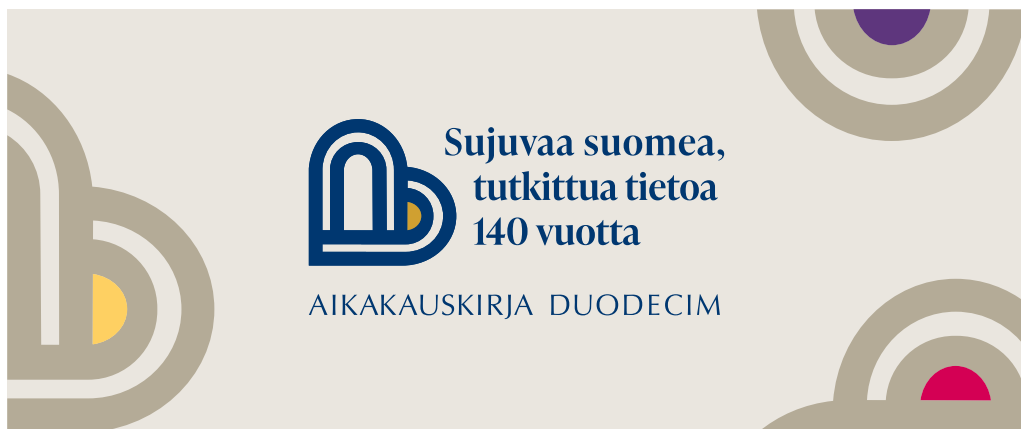 Sujuvaa suomea,
tutkittua tietoa
140 vuotta
AIKAKAUSKIRJA DUODECIM